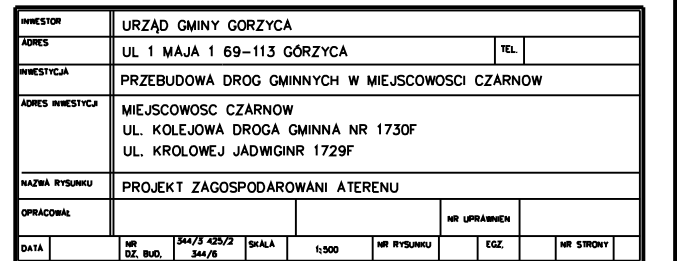 INWESTOR URZĄD GMINY GORZYCA
ADRES UL 1 MAJA 1 69-113 GÓRZYCA TEL.
INWESTYCJA PRZEBUDOWA DROG GMINNYCH W MIEJSCOWOSCI CZARNOW
ADRES INWESTYCJI MIEJSCOWOSC CZARNOW
UL. KOLEJOWA DROGA GMINNA NR 1730F
UL. KROLOWEJ JADWIGINR 1729F
NAZWA RYSUNKU PROJEKT ZAGOSPODAROWANI ATERENU
OPRACOWAŁ NR UPRAWNIEN
DATA NR DZ. BUD. 344/3 425/2 344/6 SKALA 1:500 NR RYSUNKU EGZ. NR STRONY